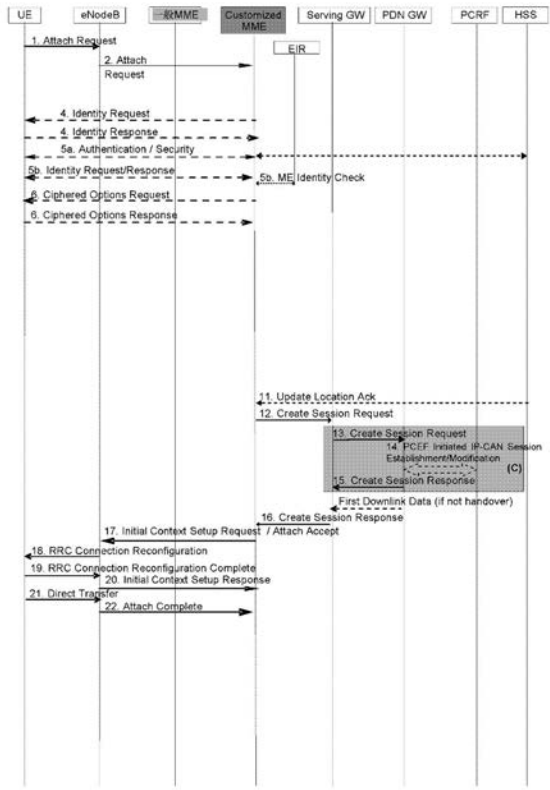 UE
eNodeB
一般MME
Customized
MME
Serving GW
PDN GW
PCRF
HSS
EIR
1. Attach Request
2. Attach
Request
4. Identity Request
4. Identity Response
5a. Authentication / Security
5b. Identity Request/Response
5b. ME Identity Check
6. Ciphered Options Request
6. Ciphered Options Response
11. Update Location Ack
12. Create Session Request
13. Create Session Request
14. PCEF Initiated IP-CAN Session
Establishment/Modification
(C)
15. Create Session Response
First Downlink Data (if not handover)
16. Create Session Response
17. Initial Context Setup Request / Attach Accept
18. RRC Connection Reconfiguration
19. RRC Connection Reconfiguration Complete
20. Initial Context Setup Response
21. Direct Transfer
22. Attach Complete